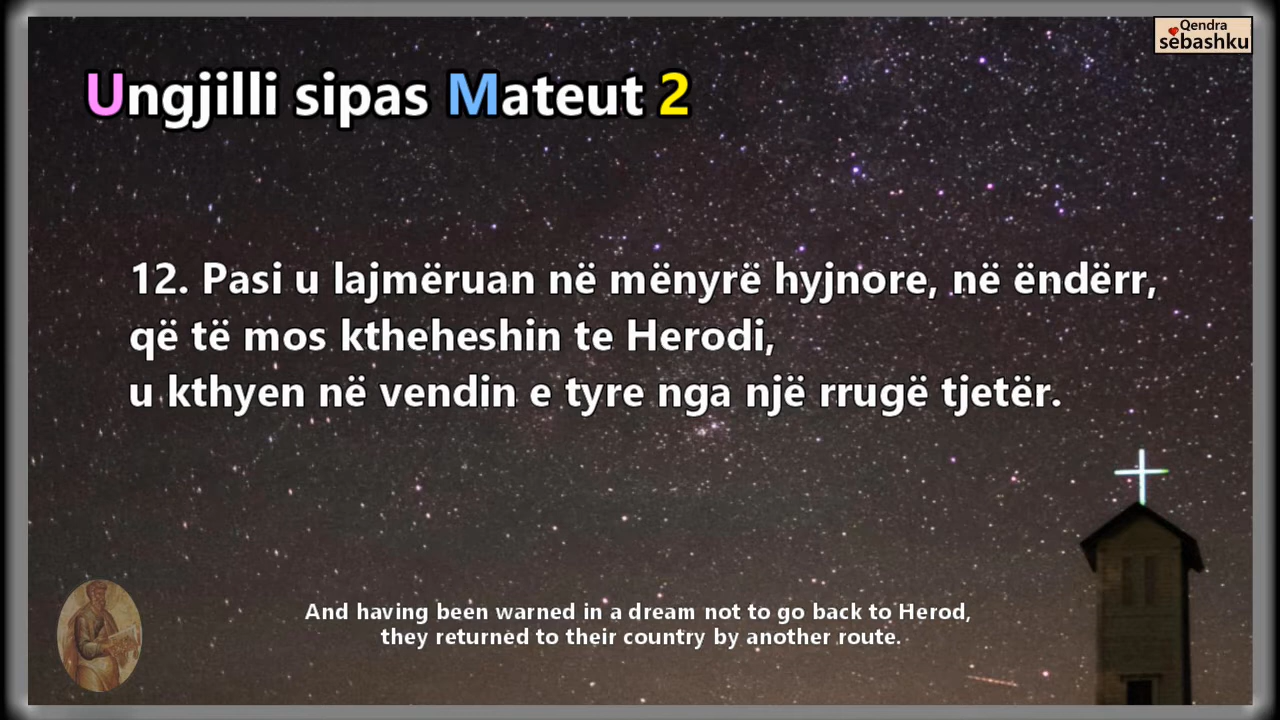 Qendra
sebashku
Ungjilli sipas Mateut 2
12. Pasi u lajmëruan në mënyrë hyjnore, në ëndërr,
që të mos ktheheshin te Herodi,
u kthyen në vendin e tyre nga një rrugë tjetër.
And having been warned in a dream not to go back to Herod,
they returned to their country by another route.